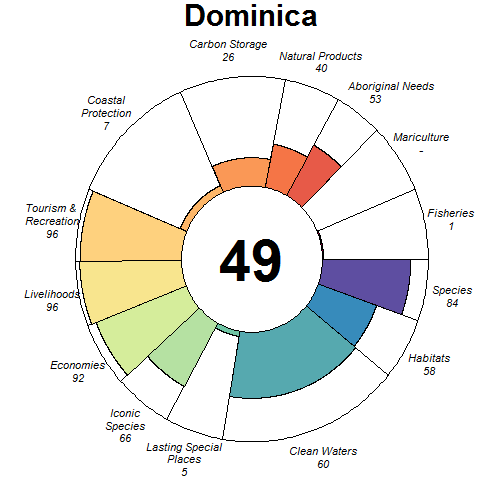 Dominica
Carbon Storage
26
Natural Products
40
Aboriginal Needs
53
Mariculture
-
Fisheries
1
Species
84
Habitats
58
Clean Waters
60
Lasting Special
Places
5
Iconic
Species
66
Economies
92
Livelihoods
96
Tourism &
Recreation
96
Coastal
Protection
7
49